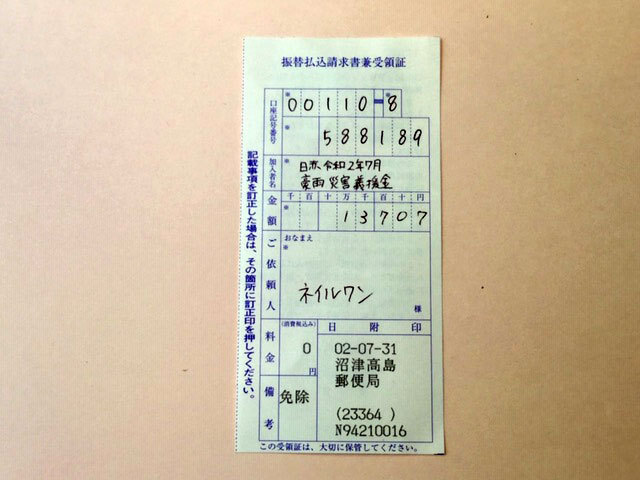 振替払込請求書兼受領証
口座記号番号
※
00110-8
※
※
588189
加入者名
※
日赤令和2年7月
豪雨災害義援金
金額
千百十万千百十円
※
13707
ご依頼人
おなまえ
※
ネイルワン
様
料金
(消費税込み)
0
円
日附印
02-07-31
沼津高島
郵便局
(23364 )
N94210016
備考
免除
記載事項を訂正した場合は、その箇所に訂正印を押してください。
この受領証は、大切に保管してください。